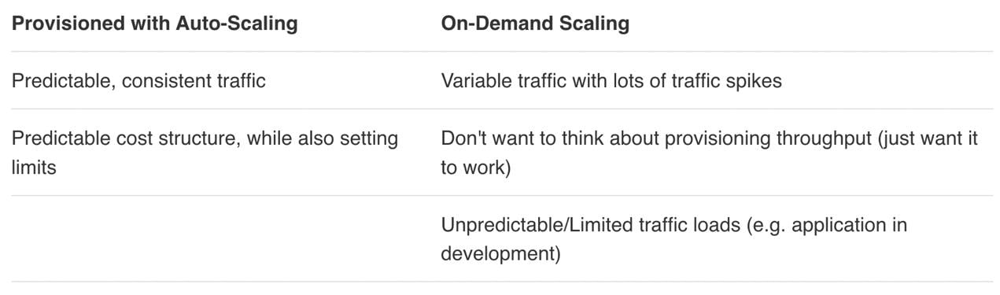 Provisioned with Auto-Scaling
On-Demand Scaling
Predictable, consistent traffic
Variable traffic with lots of traffic spikes
Predictable cost structure, while also setting
limits
Don't want to think about provisioning throughput (just want it
to work)
Unpredictable/Limited traffic loads (e.g. application in
development)